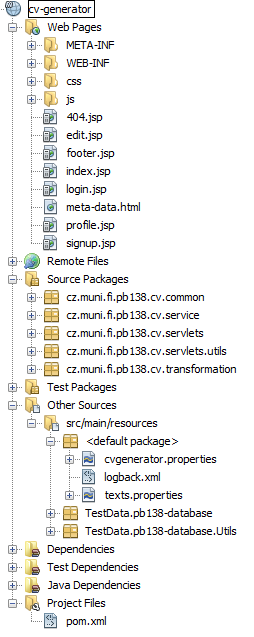 cv-generator
Web Pages
META-INF
WEB-INF
css
js
404.jsp
edit.jsp
footer.jsp
index.jsp
login.jsp
meta-data.html
profile.jsp
signup.jsp
Remote Files
Source Packages
cz.muni.fi.pb138.cv.common
cz.muni.fi.pb138.cv.service
cz.muni.fi.pb138.cv.servlets
cz.muni.fi.pb138.cv.servlets.utils
cz.muni.fi.pb138.cv.transformation
Test Packages
Other Sources
src/main/resources
<default package>
cvgenerator.properties
logback.xml
texts.properties
TestData.pb138-database
TestData.pb138-database.Utils
Dependencies
Test Dependencies
Java Dependencies
Project Files
pom.xml